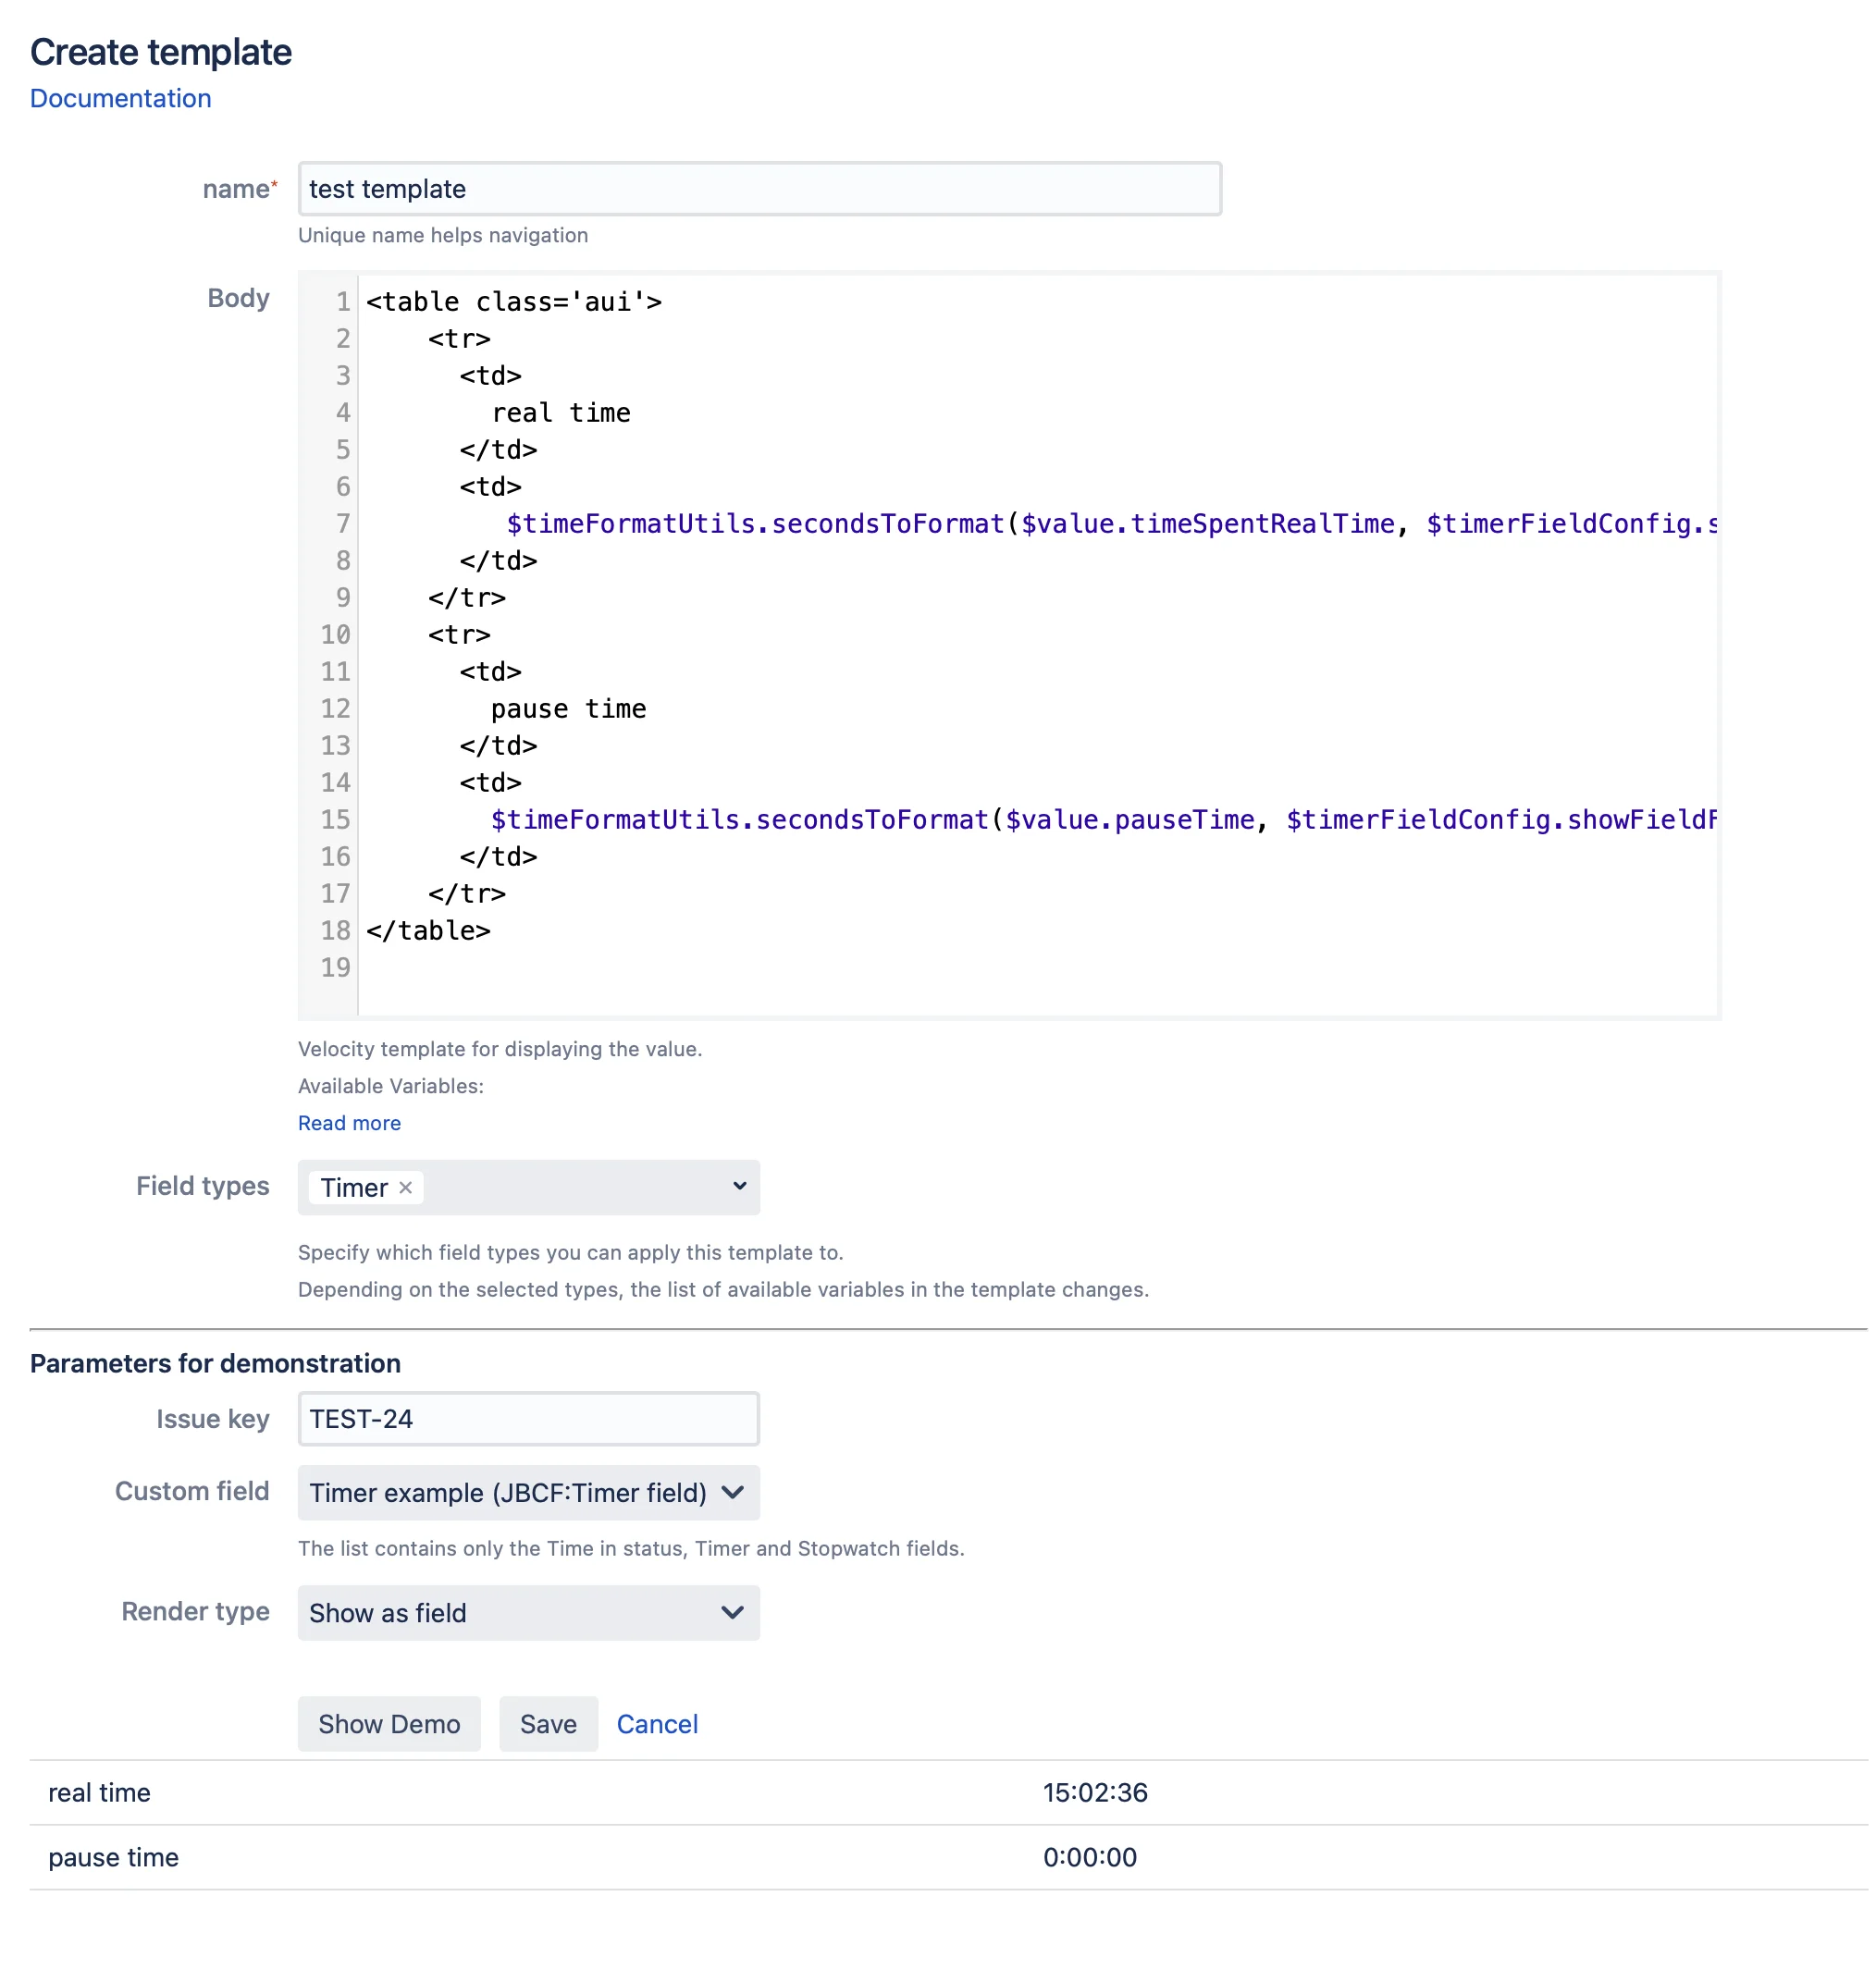 Create template
Documentation
name*
test template
Unique name helps navigation
Body
1 <table class='aui'>
2     <tr>
3       <td>
4         real time
5       </td>
6       <td>
7          $timeFormatUtils.secondsToFormat($value.timeSpentRealTime, $timerFieldConfig.s
8       </td>
9     </tr>
10     <tr>
11       <td>
12         pause time
13       </td>
14       <td>
15         $timeFormatUtils.secondsToFormat($value.pauseTime, $timerFieldConfig.showFieldF
16       </td>
17     </tr>
18 </table>
19
Velocity template for displaying the value.
Available Variables:
Read more
Field types
Timer ×
Specify which field types you can apply this template to.
Depending on the selected types, the list of available variables in the template changes.
Parameters for demonstration
Issue key
TEST-24
Custom field
Timer example (JBCF:Timer field)
The list contains only the Time in status, Timer and Stopwatch fields.
Render type
Show as field
Show Demo Save Cancel
real time 15:02:36
pause time 0:00:00